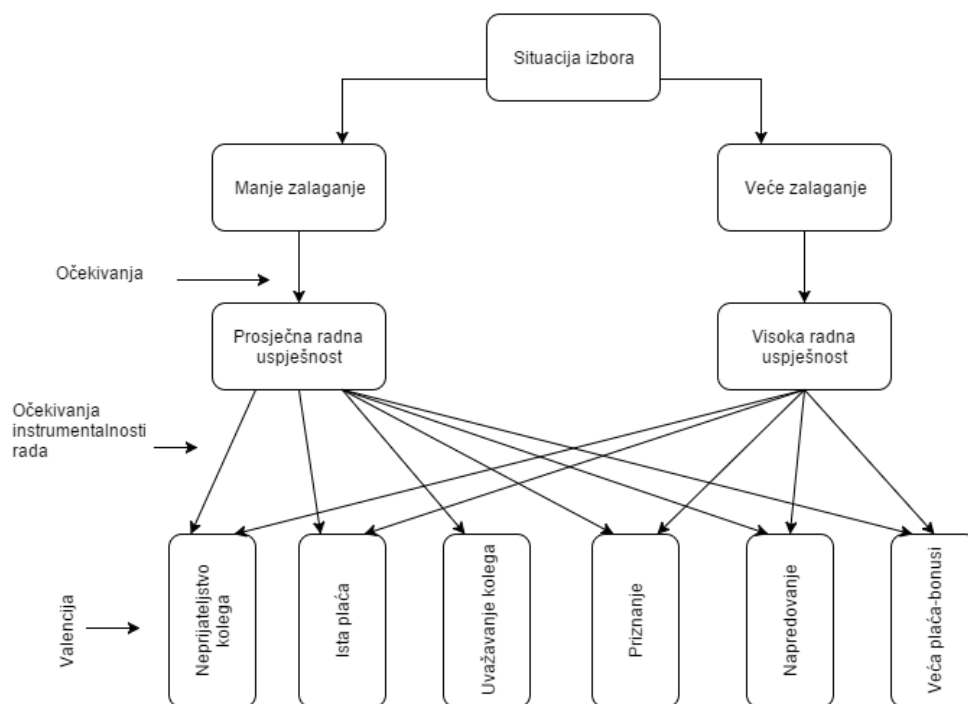 Situacija izbora
Manje zalaganje
Veće zalaganje
Očekivanja
Prosječna radna
uspješnost
Visoka radna
uspješnost
Očekivanja
instrumentalnosti
rada
Valencija
Neprijateljstvo
kolega
Ista plaća
Uvažavanje kolega
Priznanje
Napredovanje
Veća plaća-bonusi